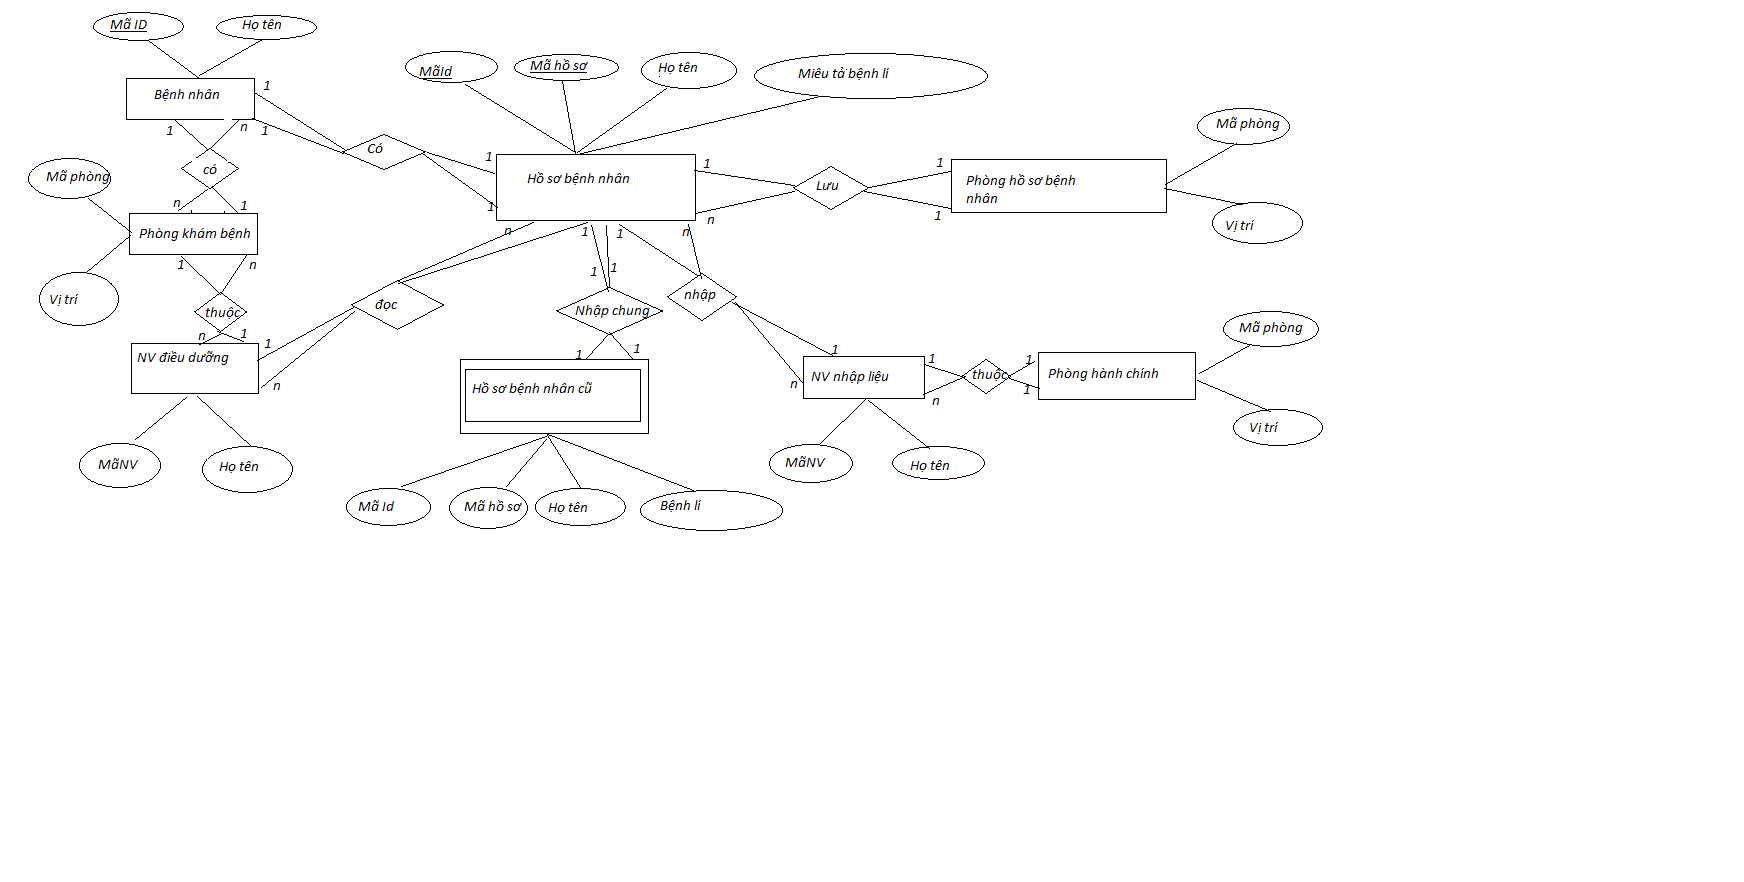 Mã ID
Họ tên
Bệnh nhân
1
1
n
1
Có
1
1
có
n
1
Mã phòng
Phòng khám bệnh
Vị trí
1
n
thuộc
n
1
NV điều dưỡng
1
n
MãNV
Họ tên
MãId
Mã hồ sơ
Họ tên
Miêu tả bệnh lí
Hồ sơ bệnh nhân
1
n
Lưu
1
1
Phòng hồ sơ bệnh
nhân
Mã phòng
Vị trí
n
1
1
n
đọc
1
1
Nhập chung
1
1
nhập
Hồ sơ bệnh nhân cũ
Mã Id
Mã hồ sơ
Họ tên
Bệnh lí
1
n
NV nhập liệu
1
n
thuộc
1
1
Phòng hành chính
Mã phòng
Vị trí
MãNV
Họ tên